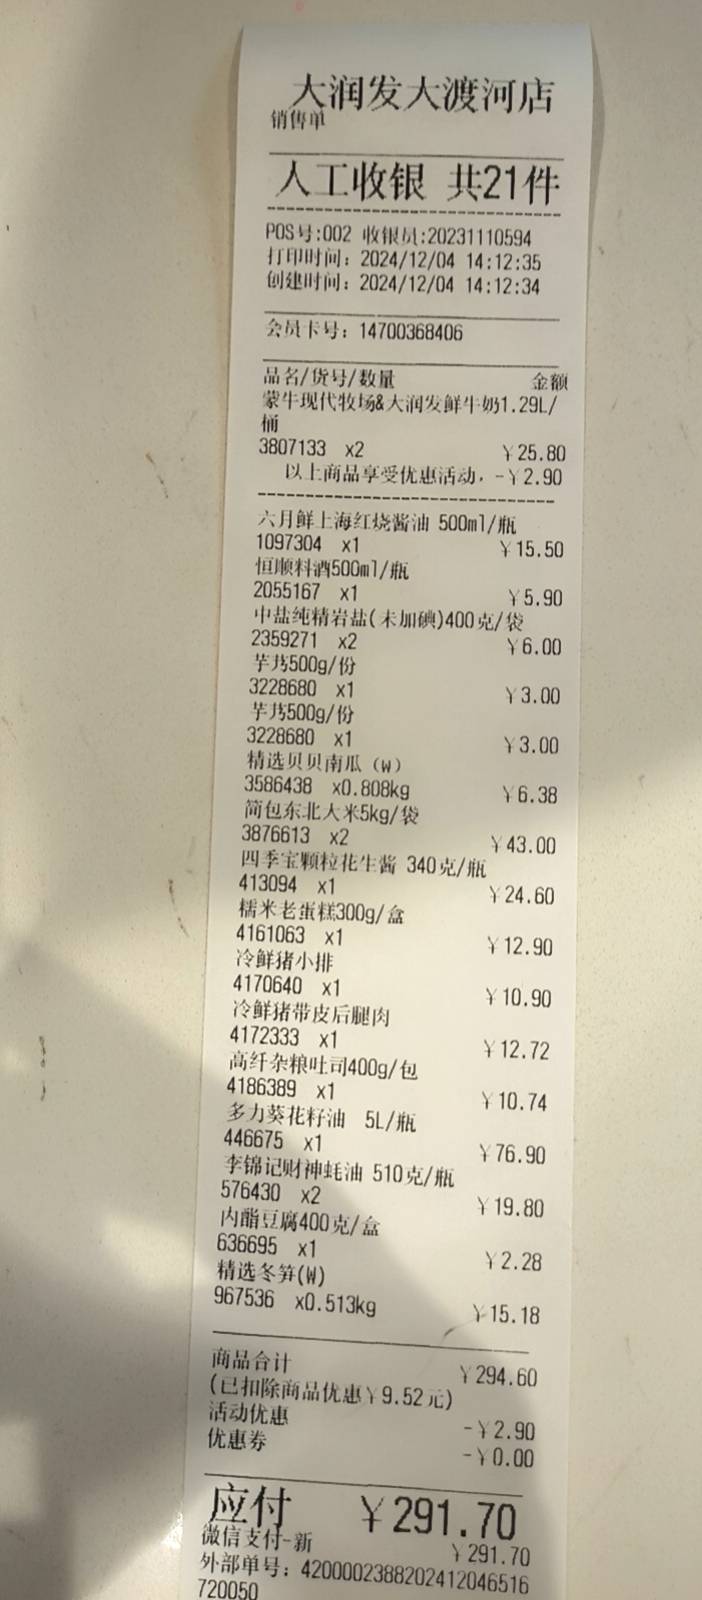 大润发大渡河店
销售单
人工收银 共21件
POS号:002 收银员:20231110594
打印时间: 2024/12/04 14:12:35
创建时间: 2024/12/04 14:12:34
会员卡号: 14700368406
品名/货号/数量 金额
蒙牛现代牧场&大润发鲜牛奶1.29L/
桶
3807133 x2 ¥25.80
以上商品享受优惠活动, -¥2.90
六月鲜上海红烧酱油 500ml/瓶
1097304 x1 ¥15.50
恒顺料酒500ml/瓶
2055167 x1 ¥5.90
中盐纯精岩盐(未加碘)400克/袋
2359271 x2 ¥6.00
芋艿500g/份
3228680 x1 ¥3.00
芋艿500g/份
3228680 x1 ¥3.00
精选贝贝南瓜（W）
3586438 x0.808kg ¥6.38
简包东北大米5kg/袋
3876613 x2 ¥43.00
四季宝颗粒花生酱 340克/瓶
413094 x1 ¥24.60
糯米老蛋糕300g/盒
4161063 x1 ¥12.90
冷鲜猪小排
4170640 x1 ¥10.90
冷鲜猪带皮后腿肉
4172333 x1 ¥12.72
高纤杂粮吐司400g/包
4186389 x1 ¥10.74
多力葵花籽油 5L/瓶
446675 x1 ¥76.90
李锦记财神蚝油 510克/瓶
576430 x2 ¥19.80
内酯豆腐400克/盒
636695 x1 ¥2.28
精选冬笋(W)
967536 x0.513kg ¥15.18
商品合计 ¥294.60
(已扣除商品优惠¥9.52元)
活动优惠 -¥2.90
优惠券 -¥0.00
应付 ¥291.70
微信支付-新 ¥291.70
外部单号: 4200002388202412046516
720050